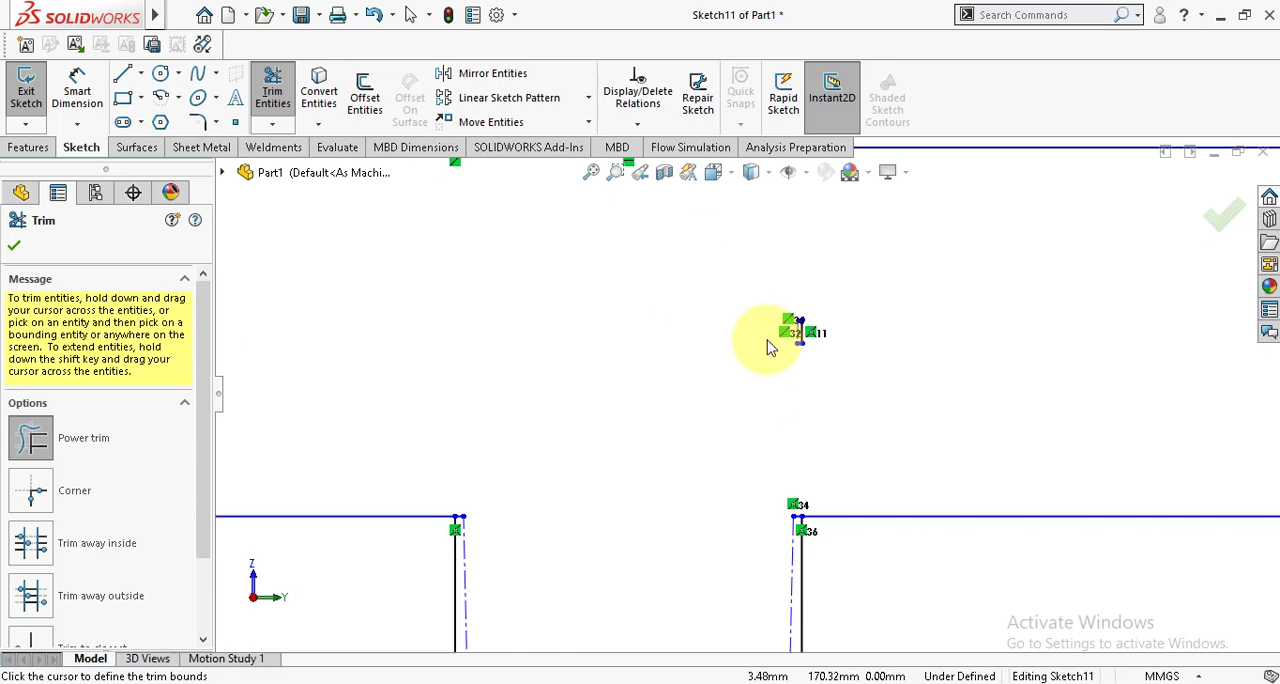 SOLIDWORKS
Sketch11 of Part1 *
Search Commands
?
Exit Sketch
Smart Dimension
Trim Entities
Convert Entities
Offset Entities
Offset On Surface
Mirror Entities
Linear Sketch Pattern
Move Entities
Display/Delete Relations
Repair Sketch
Quick Snaps
Rapid Sketch
Instant2D
Shaded Sketch Contours
Features
Sketch
Surfaces
Sheet Metal
Weldments
Evaluate
MBD Dimensions
SOLIDWORKS Add-Ins
MBD
Flow Simulation
Analysis Preparation
Part1 (Default<As Machi...
Trim
Message
To trim entities, hold down and drag
your cursor across the entities, or
pick on an entity and then pick on a
bounding entity or anywhere on the
screen. To extend entities, hold
down the shift key and drag your
cursor across the entities.
Options
Power trim
Corner
Trim away inside
Trim away outside
32
11
34
36
Z
Y
Activate Windows
Go to Settings to activate Windows.
Model
3D Views
Motion Study 1
Click the cursor to define the trim bounds
3.48mm
170.32mm 0.00mm
Under Defined
Editing Sketch11
MMGS